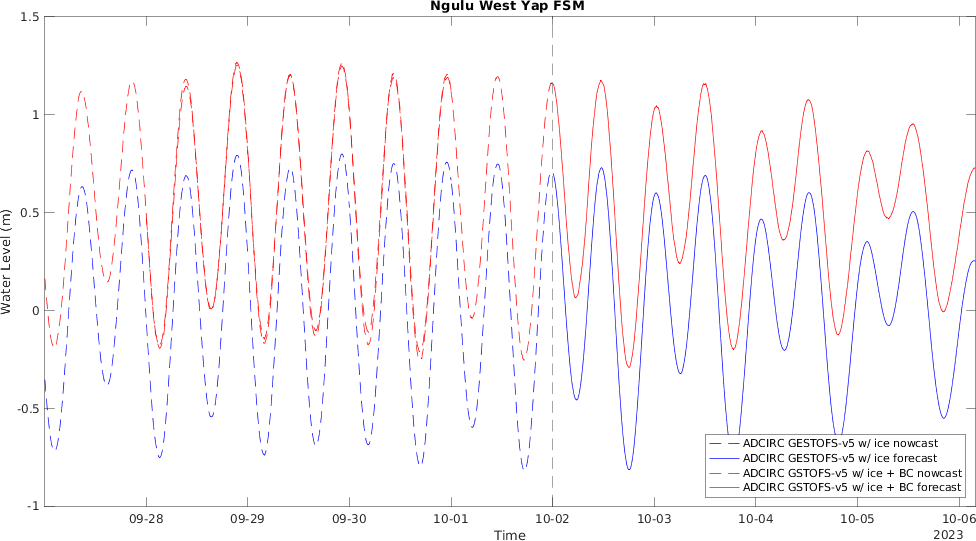 Ngulu West Yap FSM
1.5
1
0.5
0
-0.5
-1
Water Level (m)
09-28 09-29 09-30 10-01 10-02 10-03 10-04 10-05 10-06
2023
Time
ADCIRC GESTOFS-v5 w/ ice nowcast
ADCIRC GESTOFS-v5 w/ ice forecast
ADCIRC GSTOFS-v5 w/ ice + BC nowcast
ADCIRC GSTOFS-v5 w/ ice + BC forecast